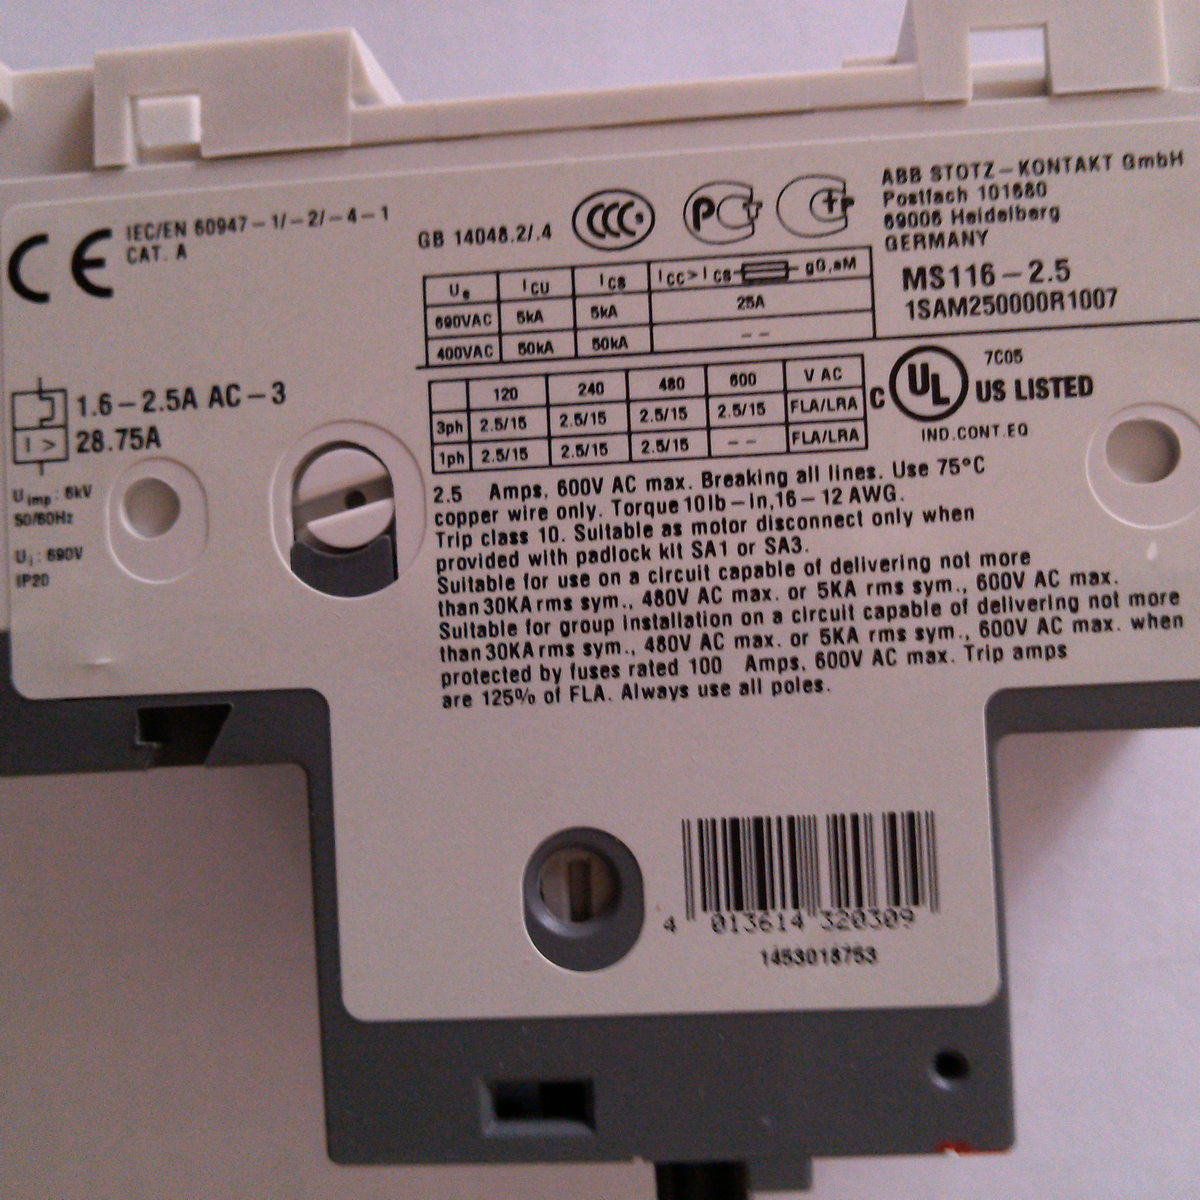 CE IEC/EN 60947-1/-2/-4-1
CAT. A
GB 14048.2/.4
CCC
ABB STOTZ-KONTAKT GmbH
Postfach 101680
69006 Heidelberg
GERMANY
MS116-2.5
1SAM250000R1007
Ue ICU ICS ICC>ICS gG,aM
690VAC 5kA 5kA 25A
400VAC 50kA 50kA --
1.6-2.5A AC-3
I> 28.75A
Uimp: 6kV
50/60Hz
Ui: 690V
IP20
120 240 480 600 V AC
3ph 2.5/15 2.5/15 2.5/15 2.5/15 FLA/LRA
1ph 2.5/15 2.5/15 2.5/15 -- FLA/LRA
7C05
C UL US LISTED
IND.CONT.EQ
2.5 Amps, 600V AC max. Breaking all lines. Use 75°C
copper wire only. Torque 10lb-in,16-12 AWG.
Trip class 10. Suitable as motor disconnect only when
provided with padlock kit SA1 or SA3.
Suitable for use on a circuit capable of delivering not more
than 30KA rms sym., 480V AC max. or 5KA rms sym., 600V AC max.
Suitable for group installation on a circuit capable of delivering not more
than 30KA rms sym., 480V AC max. or 5KA rms sym., 600V AC max. when
protected by fuses rated 100 Amps, 600V AC max. Trip amps
are 125% of FLA. Always use all poles.
4 013614 320309
1453018753